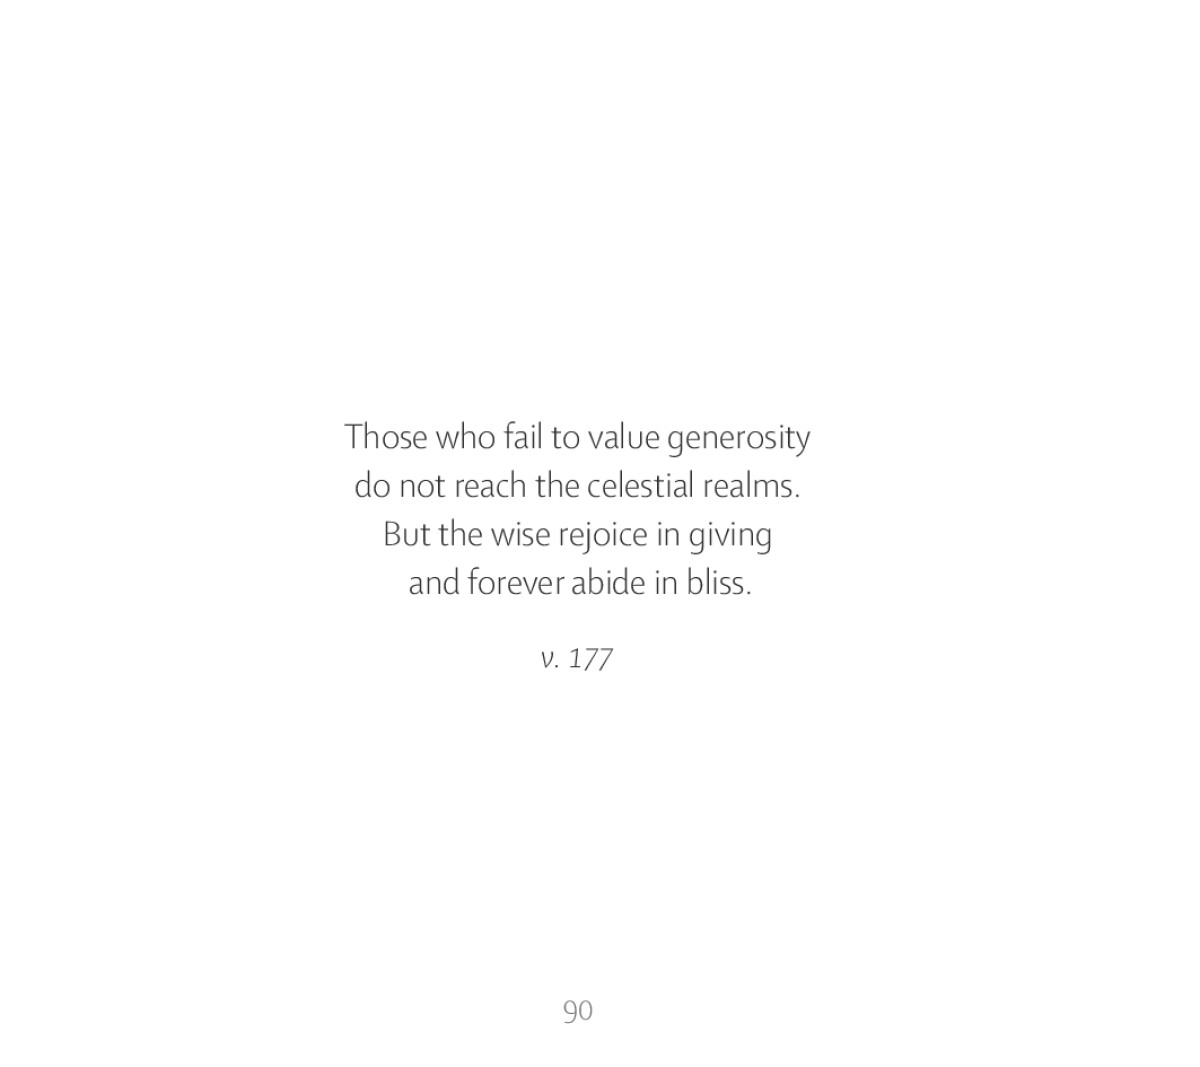 Those who fail to value generosity
do not reach the celestial realms.
But the wise rejoice in giving
and forever abide in bliss.
v. 177
90